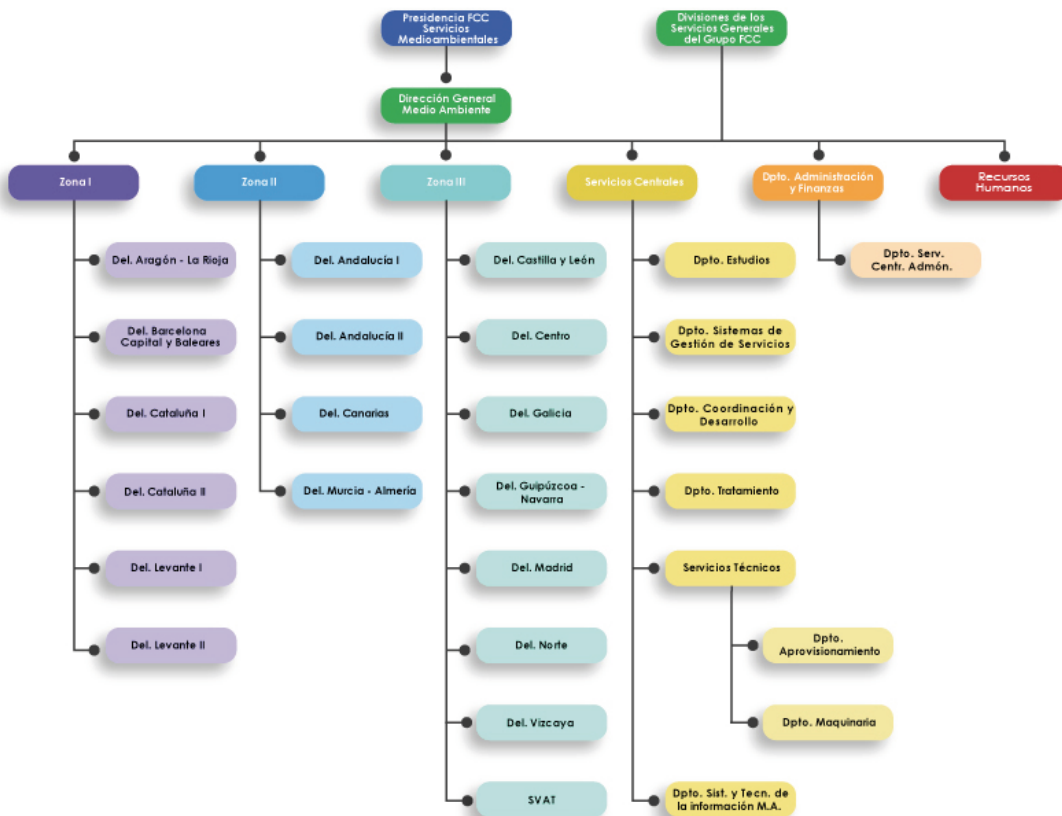 Presidencia FCC
Servicios
Medioambientales
Divisiones de los
Servicios Generales
del Grupo FCC
Dirección General
Medio Ambiente
Zona I
Zona II
Zona III
Servicios Centrales
Dpto. Administración
y Finanzas
Recursos
Humanos
Del. Aragón - La Rioja
Del. Barcelona
Capital y Baleares
Del. Cataluña I
Del. Cataluña II
Del. Levante I
Del. Levante II
Del. Andalucía I
Del. Andalucía II
Del. Canarias
Del. Murcia - Almería
Del. Castilla y León
Del. Centro
Del. Galicia
Del. Guipúzcoa -
Navarra
Del. Madrid
Del. Norte
Del. Vizcaya
SVAT
Dpto. Estudios
Dpto. Sistemas de
Gestión de Servicios
Dpto. Coordinación y
Desarrollo
Dpto. Tratamiento
Servicios Técnicos
Dpto.
Aprovisionamiento
Dpto. Maquinaria
Dpto. Sist. y Tecn. de
la información M.A.
Dpto. Serv.
Centr. Admón.